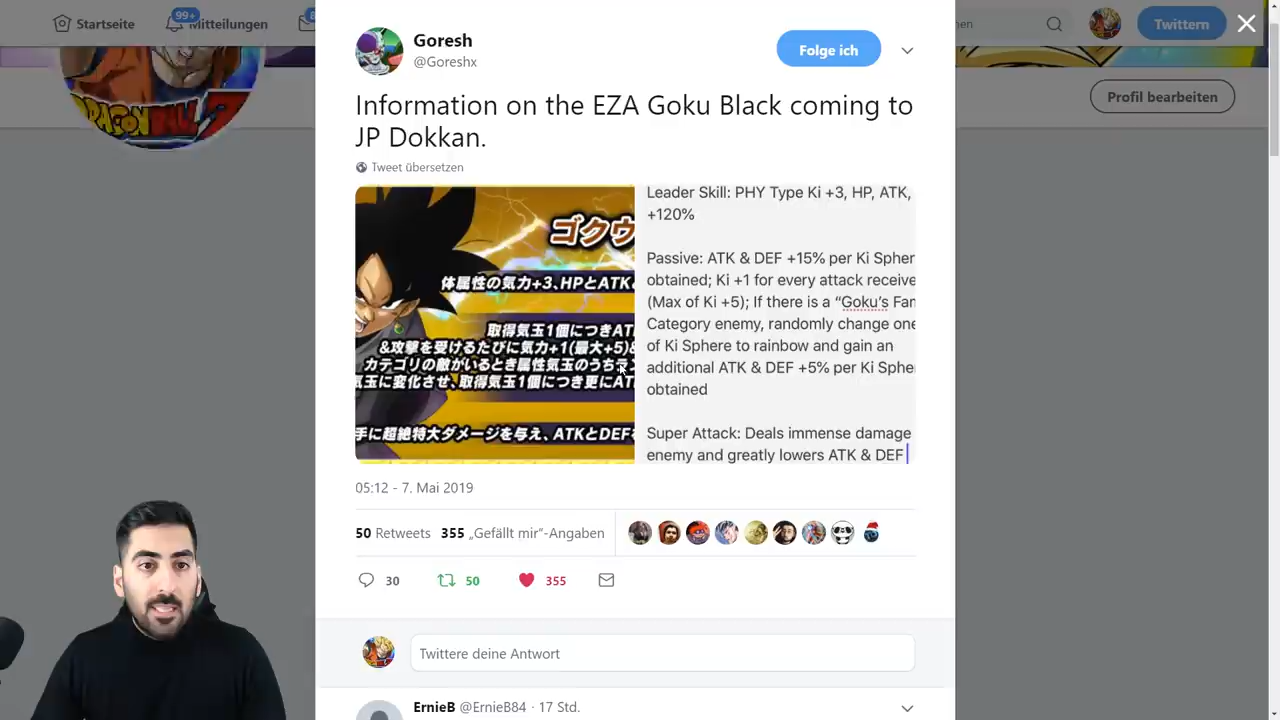 Startseite
99+
Mitteilungen
Twittern
Profil bearbeiten
DRAGON BALL Z
Goresh
@Goreshx
Folge ich
Information on the EZA Goku Black coming to
JP Dokkan.
Tweet übersetzen
ゴクウ
体属性の気力+3、HPとATK
取得気玉1個につきAT
&攻撃を受けるたびに気力+1(最大+5)&
カテゴリの敵がいるとき属性気玉のうちラ
気玉に変化させ、取得気玉1個につき更にAT
手に超絶特大ダメージを与え、ATKとDEF
Leader Skill: PHY Type Ki +3, HP, ATK,
+120%
Passive: ATK & DEF +15% per Ki Spher
obtained; Ki +1 for every attack receive
(Max of Ki +5); If there is a “Goku’s Fam
Category enemy, randomly change one
of Ki Sphere to rainbow and gain an
additional ATK & DEF +5% per Ki Sphe
obtained
Super Attack: Deals immense damage
enemy and greatly lowers ATK & DEF
05:12 - 7. Mai 2019
50 Retweets 355 „Gefällt mir“-Angaben
30 50 355
Twittere deine Antwort
ErnieB @ErnieB84 · 17 Std.